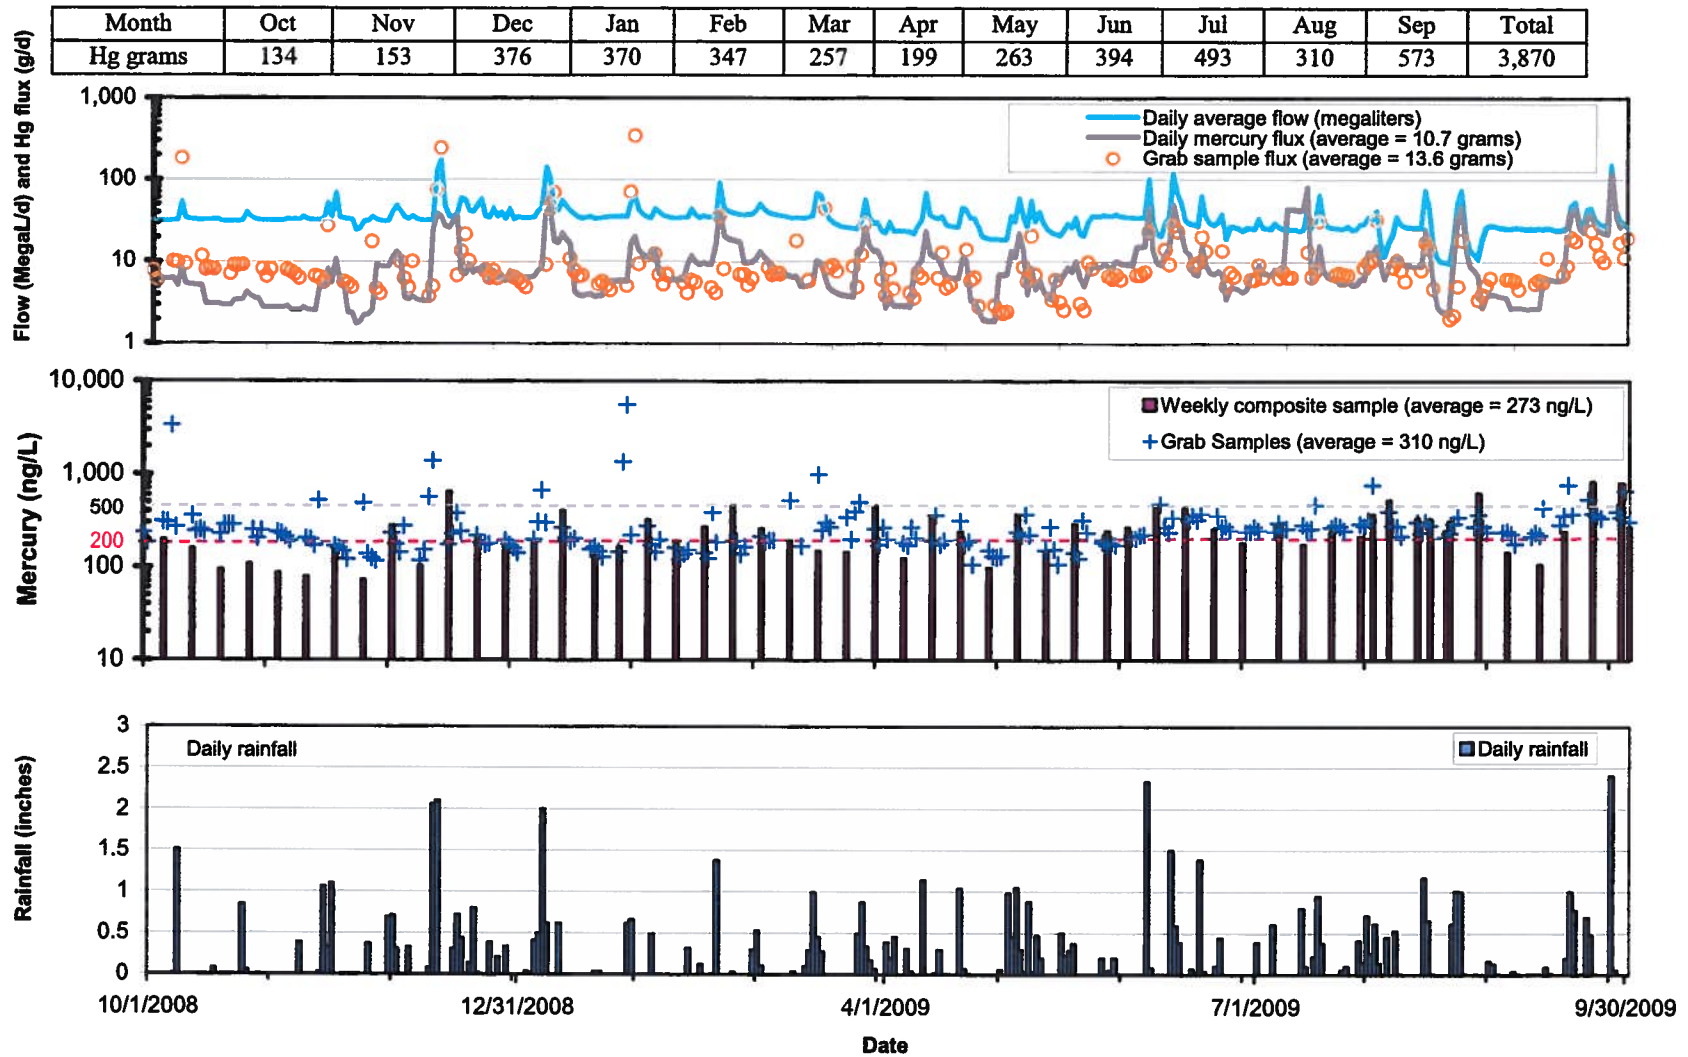 Month Oct Nov Dec Jan Feb Mar Apr May Jun Jul Aug Sep Total
Hg grams 134 153 376 370 347 257 199 263 394 493 310 573 3,870
Flow (MegaL/d) and Hg flux (g/d)
1,000
100
10
1
Daily average flow (megaliters)
Daily mercury flux (average = 10.7 grams)
Grab sample flux (average = 13.6 grams)
Mercury (ng/L)
10,000
1,000
500
200
100
10
Weekly composite sample (average = 273 ng/L)
Grab Samples (average = 310 ng/L)
Rainfall (inches)
3
2.5
2
1.5
1
0.5
0
Daily rainfall
Daily rainfall
10/1/2008 12/31/2008 4/1/2009 7/1/2009 9/30/2009
Date